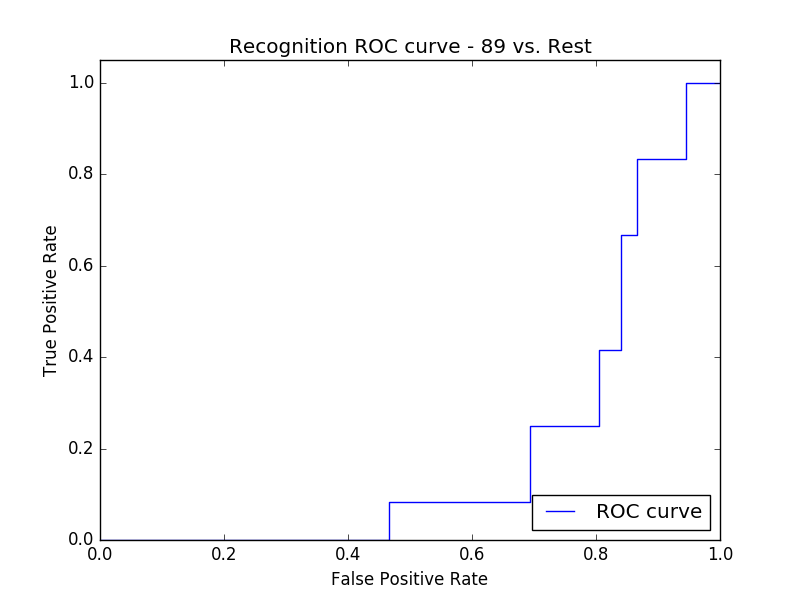 Recognition ROC curve - 89 vs. Rest
True Positive Rate
1.0
0.8
0.6
0.4
0.2
0.0
ROC curve
0.0 0.2 0.4 0.6 0.8 1.0
False Positive Rate